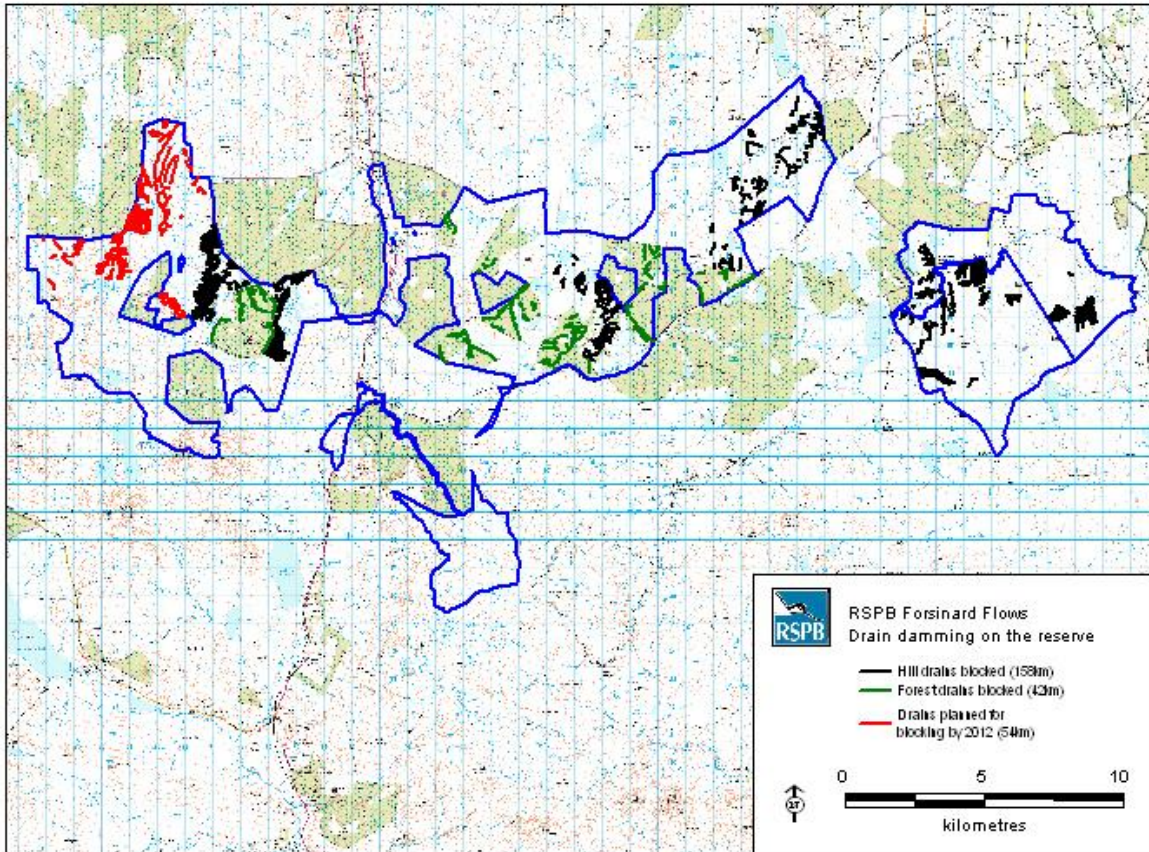 RSPB
RSPB Forsinard Flows
Drain damming on the reserve
Hill drains blocked (158km)
Forest drains blocked (42km)
Drains planned for
blocking by 2012 (54km)
0 5 10
kilometres